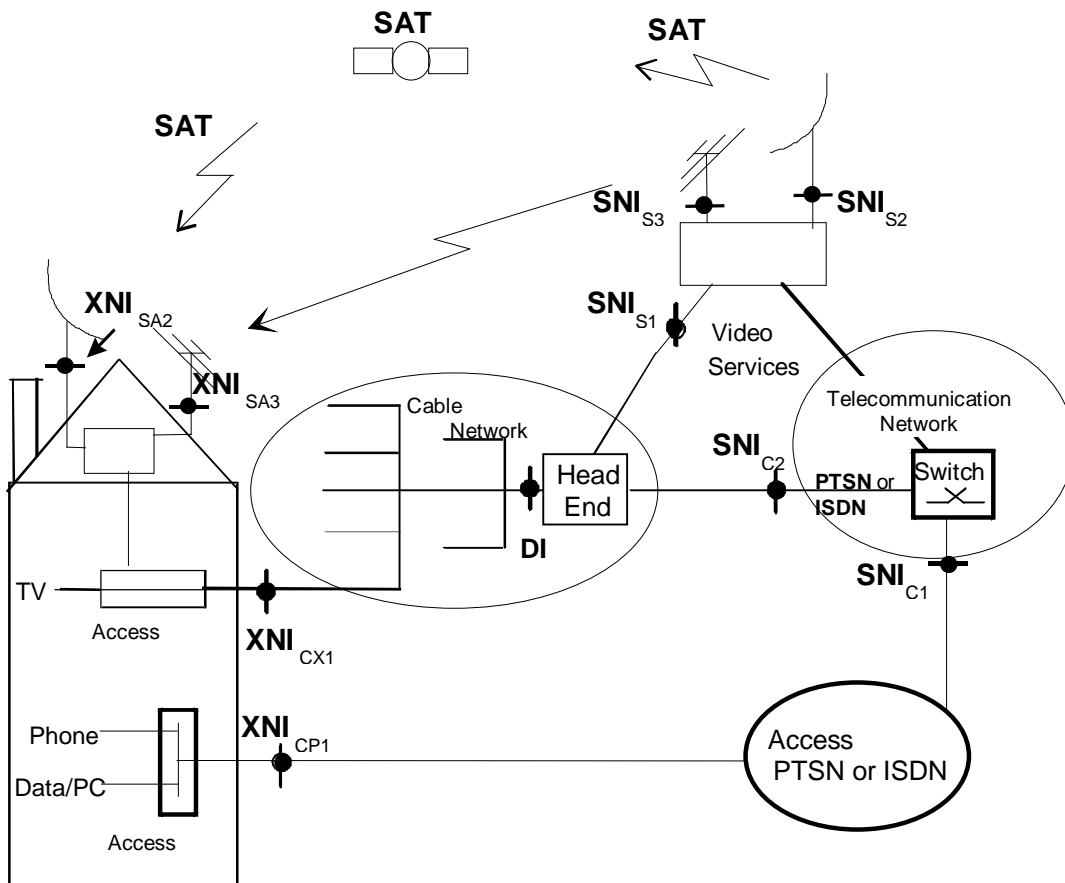 SAT
SAT
SAT
SNI S3
SNI S2
XNI SA2
SNI S1
Video
Services
XNI SA3
Cable
Network
Telecommunication
Network
SNI C2
Head
End
PTSN or
ISDN
Switch
DI
SNI C1
TV
Access
XNI CX1
XNI CP1
Phone
Data/PC
Access
Access
PTSN or ISDN